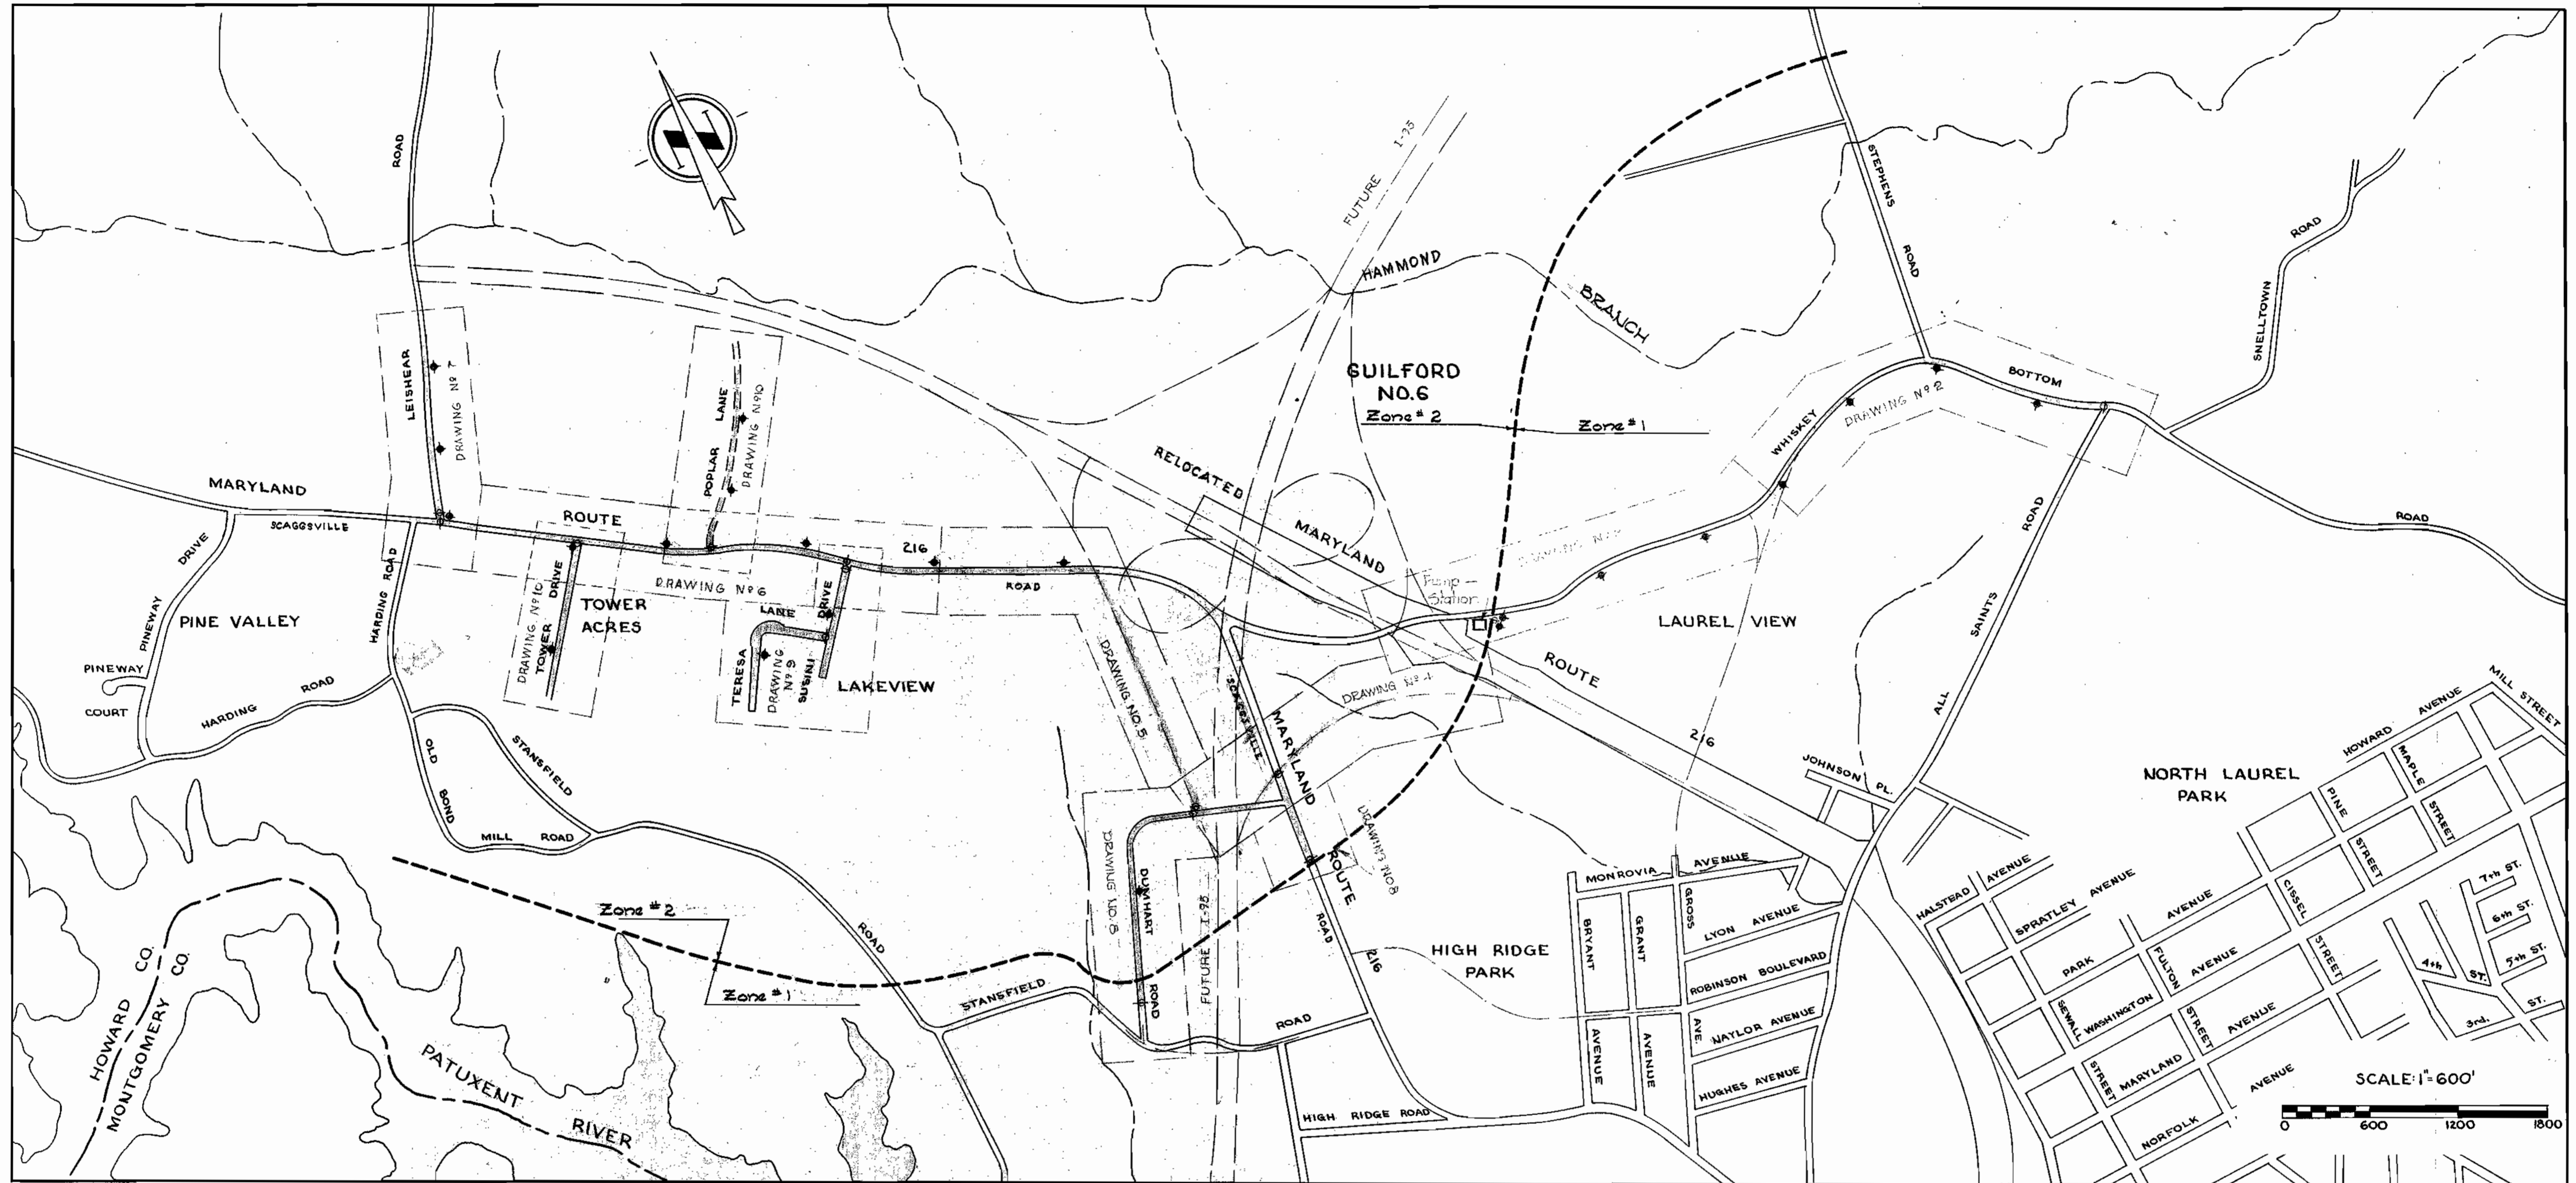 ROAD
FUTURE I-95
STEPHENS
ROAD
HAMMOND
BRANCH
ROAD
SNELLTOWN
LEISHEAR
DRAWING Nº 7
POPLAR LANE
DRAWING Nº10
GUILFORD
NO.6
Zone #2
Zone #1
WHISKEY
BOTTOM
DRAWING Nº 2
ROAD
MARYLAND
SCAGGSVILLE
ROUTE
216
ROAD
RELOCATED
MARYLAND
ROUTE
216
Pump
Station
LAUREL VIEW
ALL
SAINTS
ROAD
PINEWAY
DRIVE
PINE VALLEY
PINEWAY
COURT
HARDING ROAD
HARDING
ROAD
DRAWING Nº10
TOWER
DRIVE
TOWER
ACRES
DRAWING Nº 6
LANE
TERESA
DRAWING
Nº 9
SUSINI
DRIVE
LAKEVIEW
DRAWING NO. 5
SCAGGSVILLE
MARYLAND
ROUTE
ROAD
216
DRAWING Nº 4
DRAWING NO 8
OLD
BOND
MILL
ROAD
STANSFIELD
ROAD
DRAWING NO. 8
DUNHART
ROAD
FUTURE I-95
Zone #2
Zone #1
STANSFIELD
ROAD
HIGH RIDGE ROAD
HIGH RIDGE
PARK
JOHNSON PL.
MONROVIA
AVENUE
BRYANT
AVENUE
GRANT
AVENUE
GROSS
AVE.
LYON AVENUE
ROBINSON BOULEVARD
NAYLOR AVENUE
HUGHES AVENUE
NORTH LAUREL
PARK
HOWARD
AVENUE
MILL STREET
MAPLE
STREET
PINE
STREET
CISSEL
STREET
HALSTEAD
AVENUE
SPRATLEY
AVENUE
PARK
AVENUE
FULTON
STREET
SEWALL
STREET
WASHINGTON
AVENUE
MARYLAND
AVENUE
NORFOLK
AVENUE
7th ST.
6th ST.
5th ST.
4th
ST.
3rd.
ST.
HOWARD CO.
MONTGOMERY CO.
PATUXENT
RIVER
SCALE: 1"=600'
0 600 1200 1800